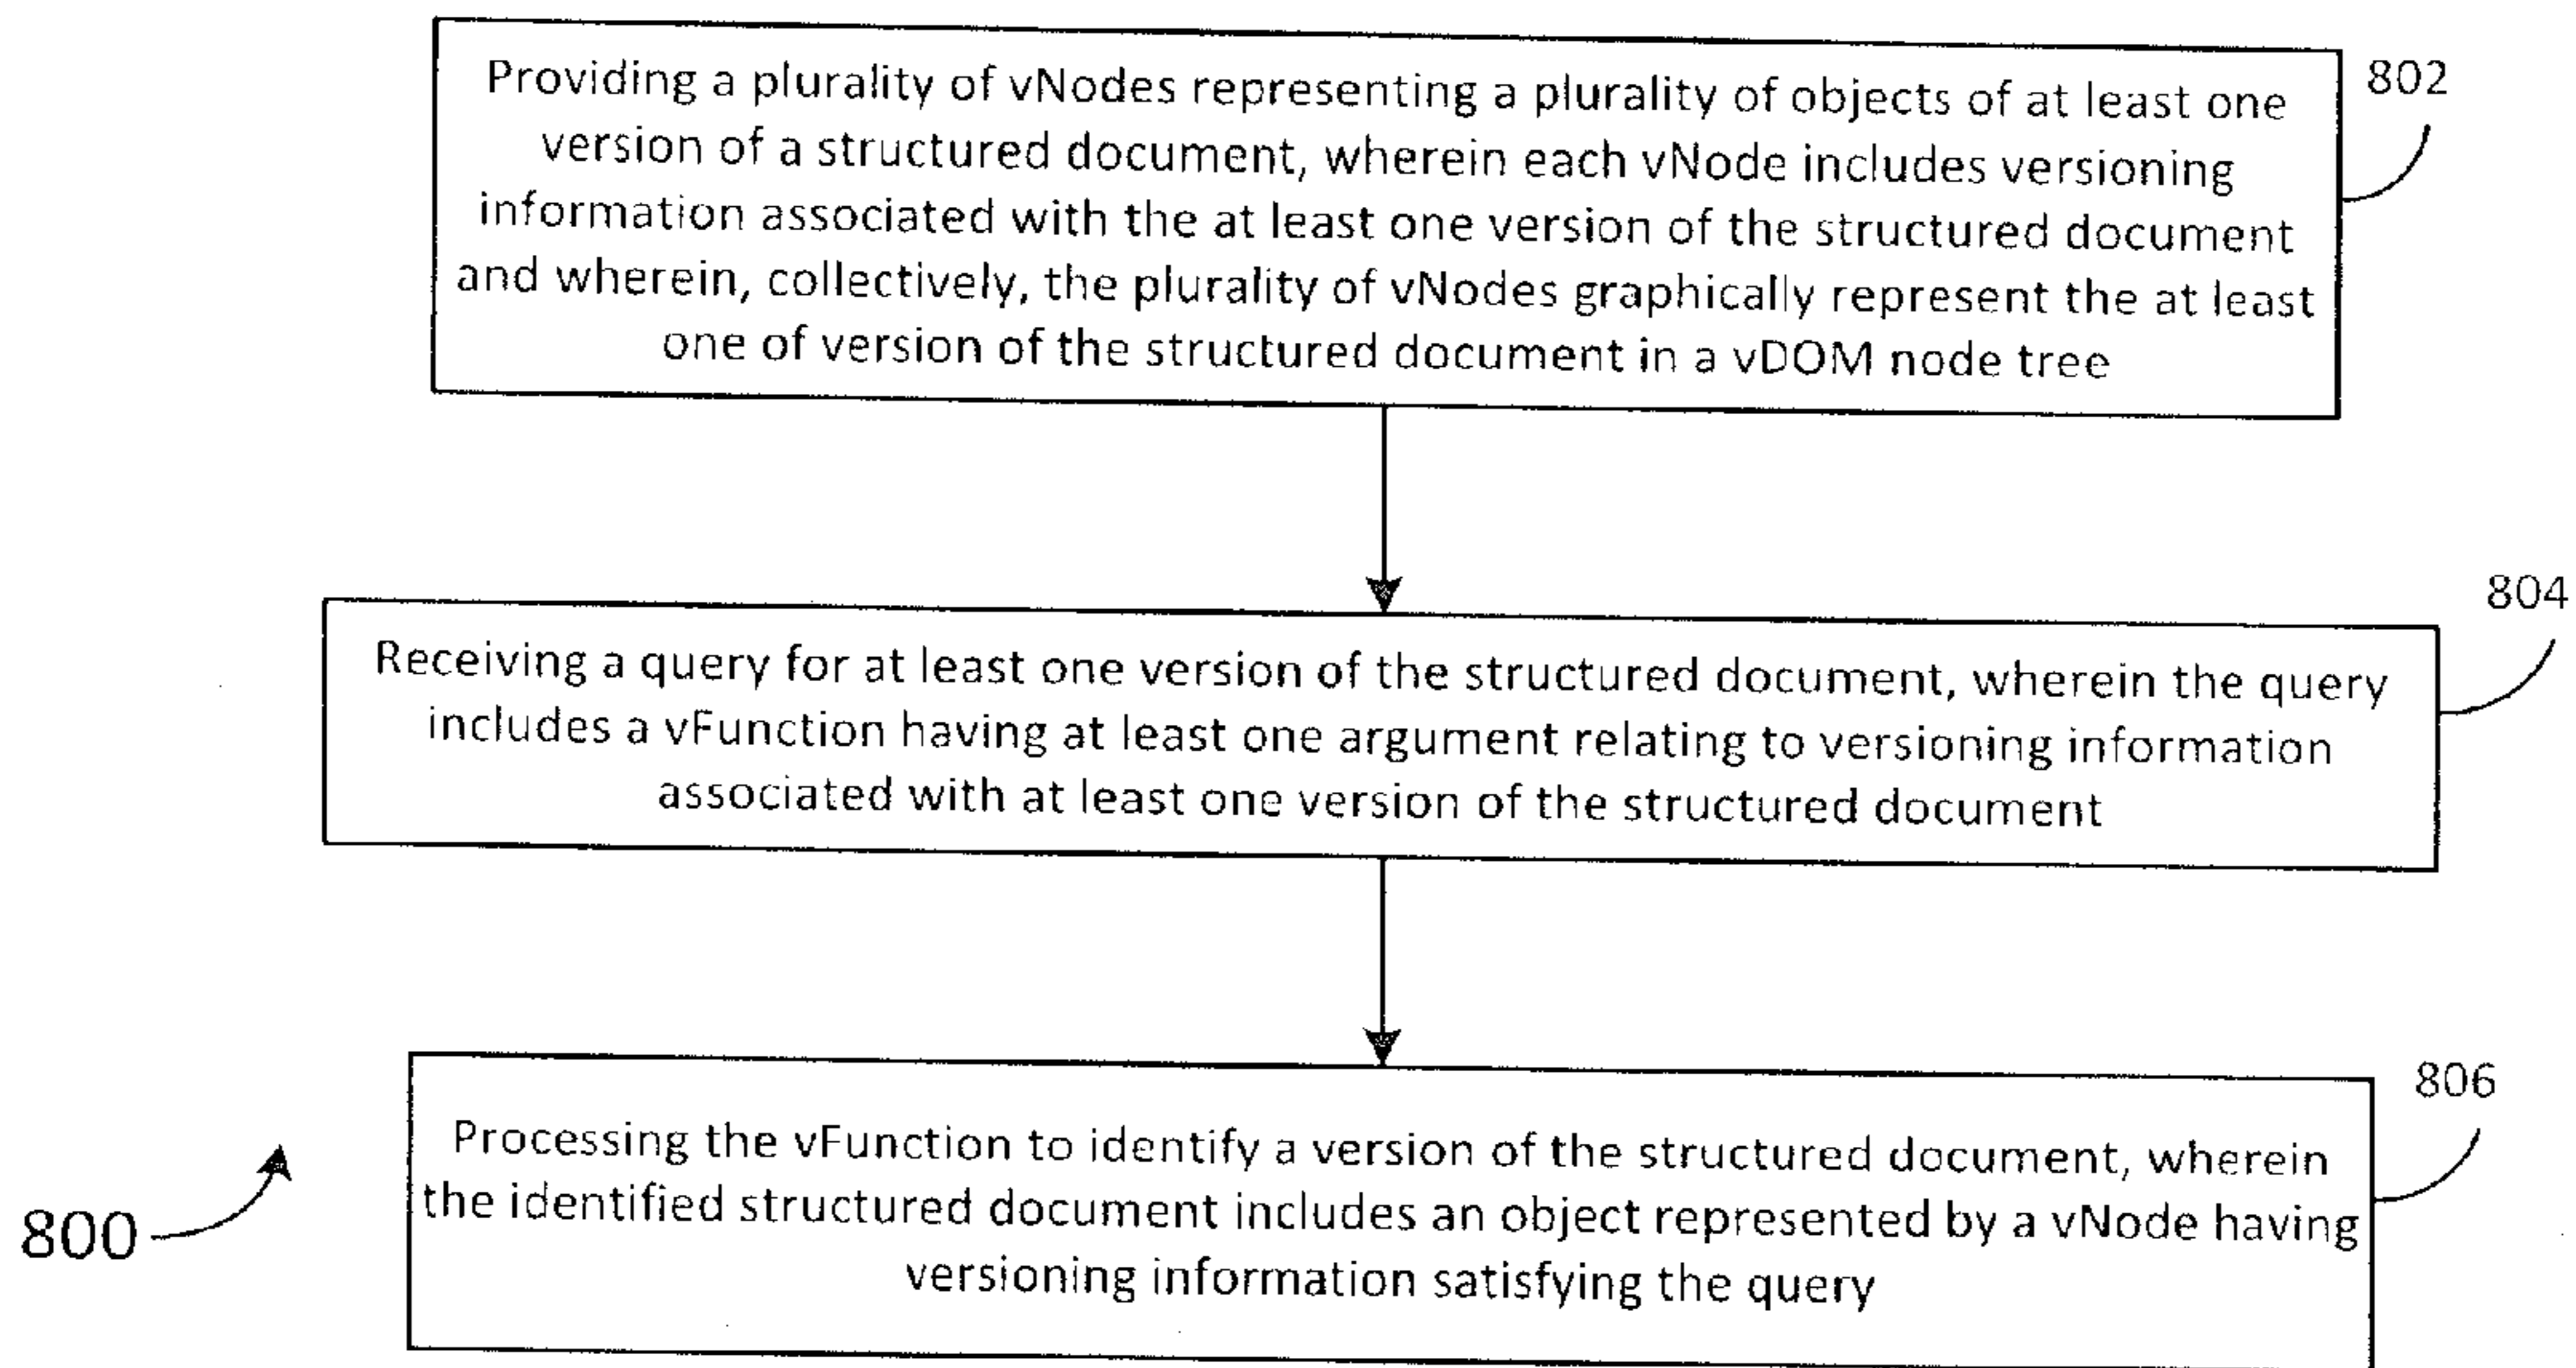 Providing a plurality of vNodes representing a plurality of objects of at least one
version of a structured document, wherein each vNode includes versioning
information associated with the at least one version of the structured document
and wherein, collectively, the plurality of vNodes graphically represent the at least
one of version of the structured document in a vDOM node tree
802
Receiving a query for at least one version of the structured document, wherein the query
includes a vFunction having at least one argument relating to versioning information
associated with at least one version of the structured document
804
Processing the vFunction to identify a version of the structured document, wherein
the identified structured document includes an object represented by a vNode having
versioning information satisfying the query
806
800